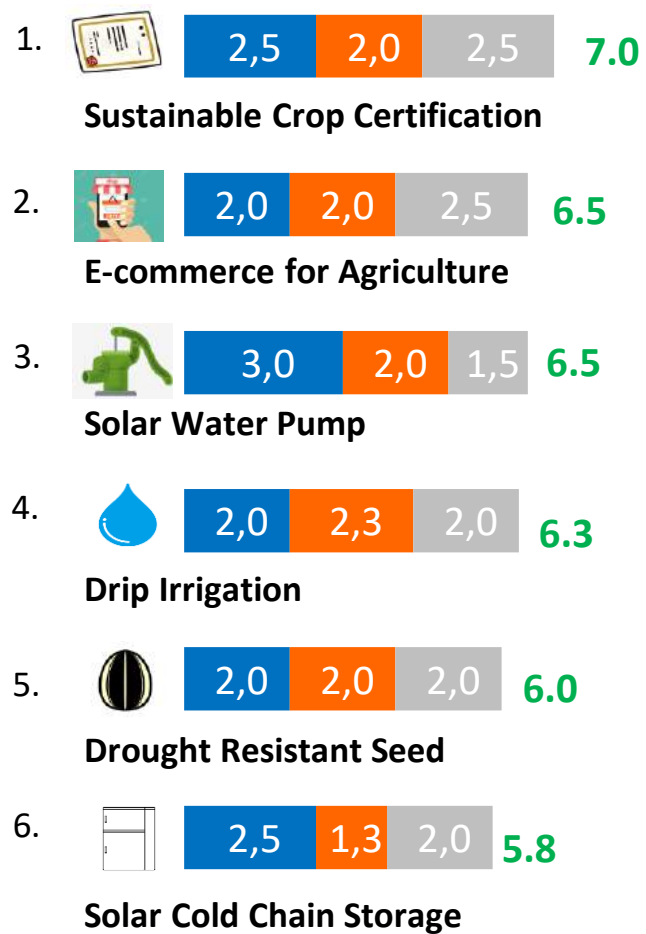 1. 2,5 2,0 2,5 7.0
Sustainable Crop Certification
2. 2,0 2,0 2,5 6.5
E-commerce for Agriculture
3. 3,0 2,0 1,5 6.5
Solar Water Pump
4. 2,0 2,3 2,0 6.3
Drip Irrigation
5. 2,0 2,0 2,0 6.0
Drought Resistant Seed
6. 2,5 1,3 2,0 5.8
Solar Cold Chain Storage